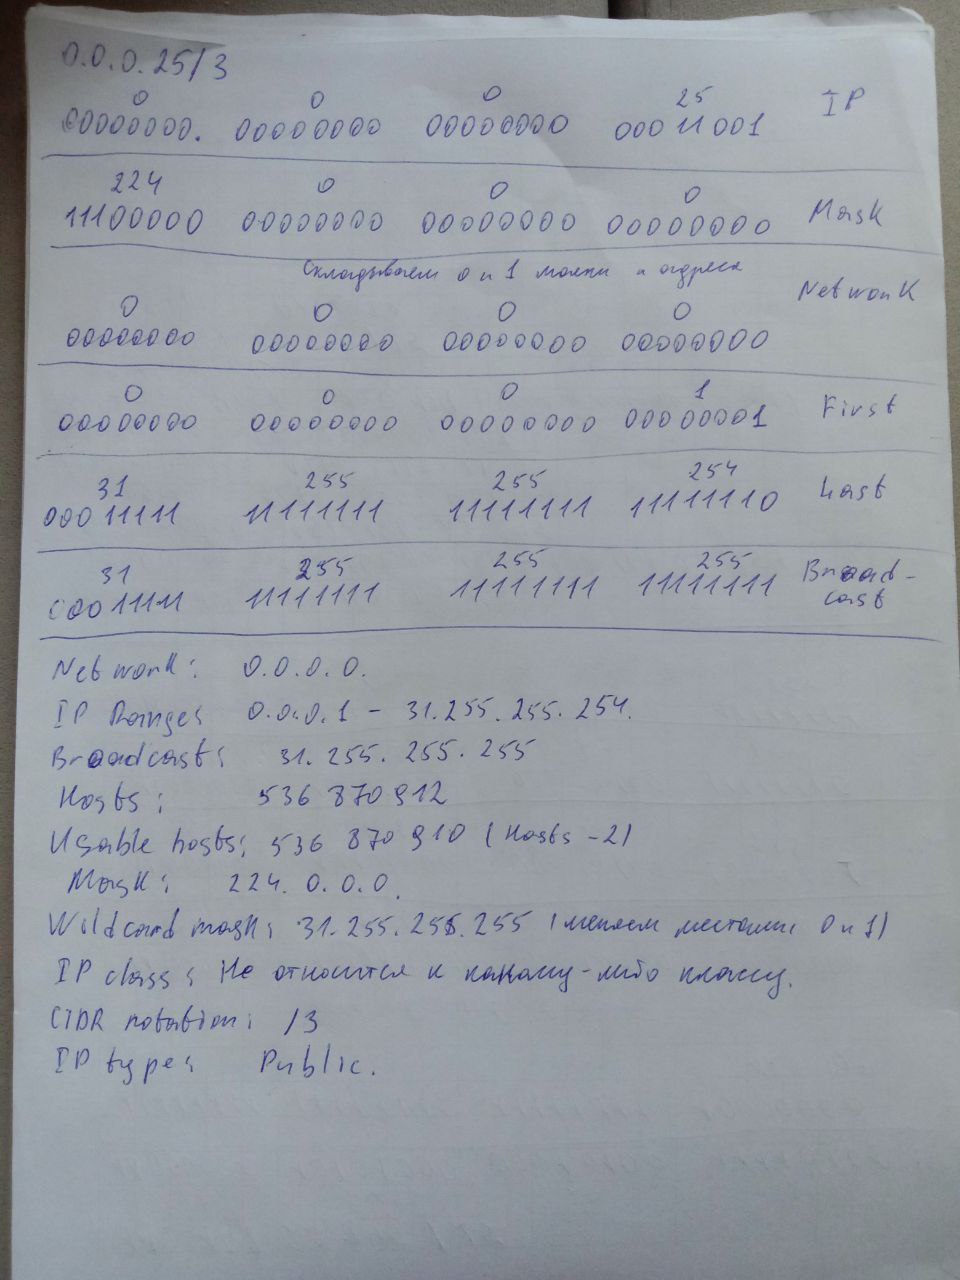 0.0.0.25/3
0 0 0 25
00000000. 00000000 00000000 00011001 IP
224 0 0 0
11100000 00000000 00000000 00000000 Mask
Складываем 0 и 1 маски и адреса
0 0 0 0 Network
00000000 00000000 00000000 00000000
0 0 0 1
00000000 00000000 00000000 00000001 First
31 255 255 254
00011111 11111111 11111111 11111110 Last
31 255 255 255
00011111 11111111 11111111 11111111 Broad-
cast
Network: 0.0.0.0.
IP Range: 0.0.0.1 - 31.255.255.254.
Broadcast: 31.255.255.255
Hosts: 536 870 912
Usable hosts: 536 870 910 (Hosts -2)
Mask: 224.0.0.0.
Wildcard mask: 31.255.255.255 (меняем местами 0 и 1)
IP class: Не относится к какому-либо классу.
CIDR notation: /3
IP type: Public.